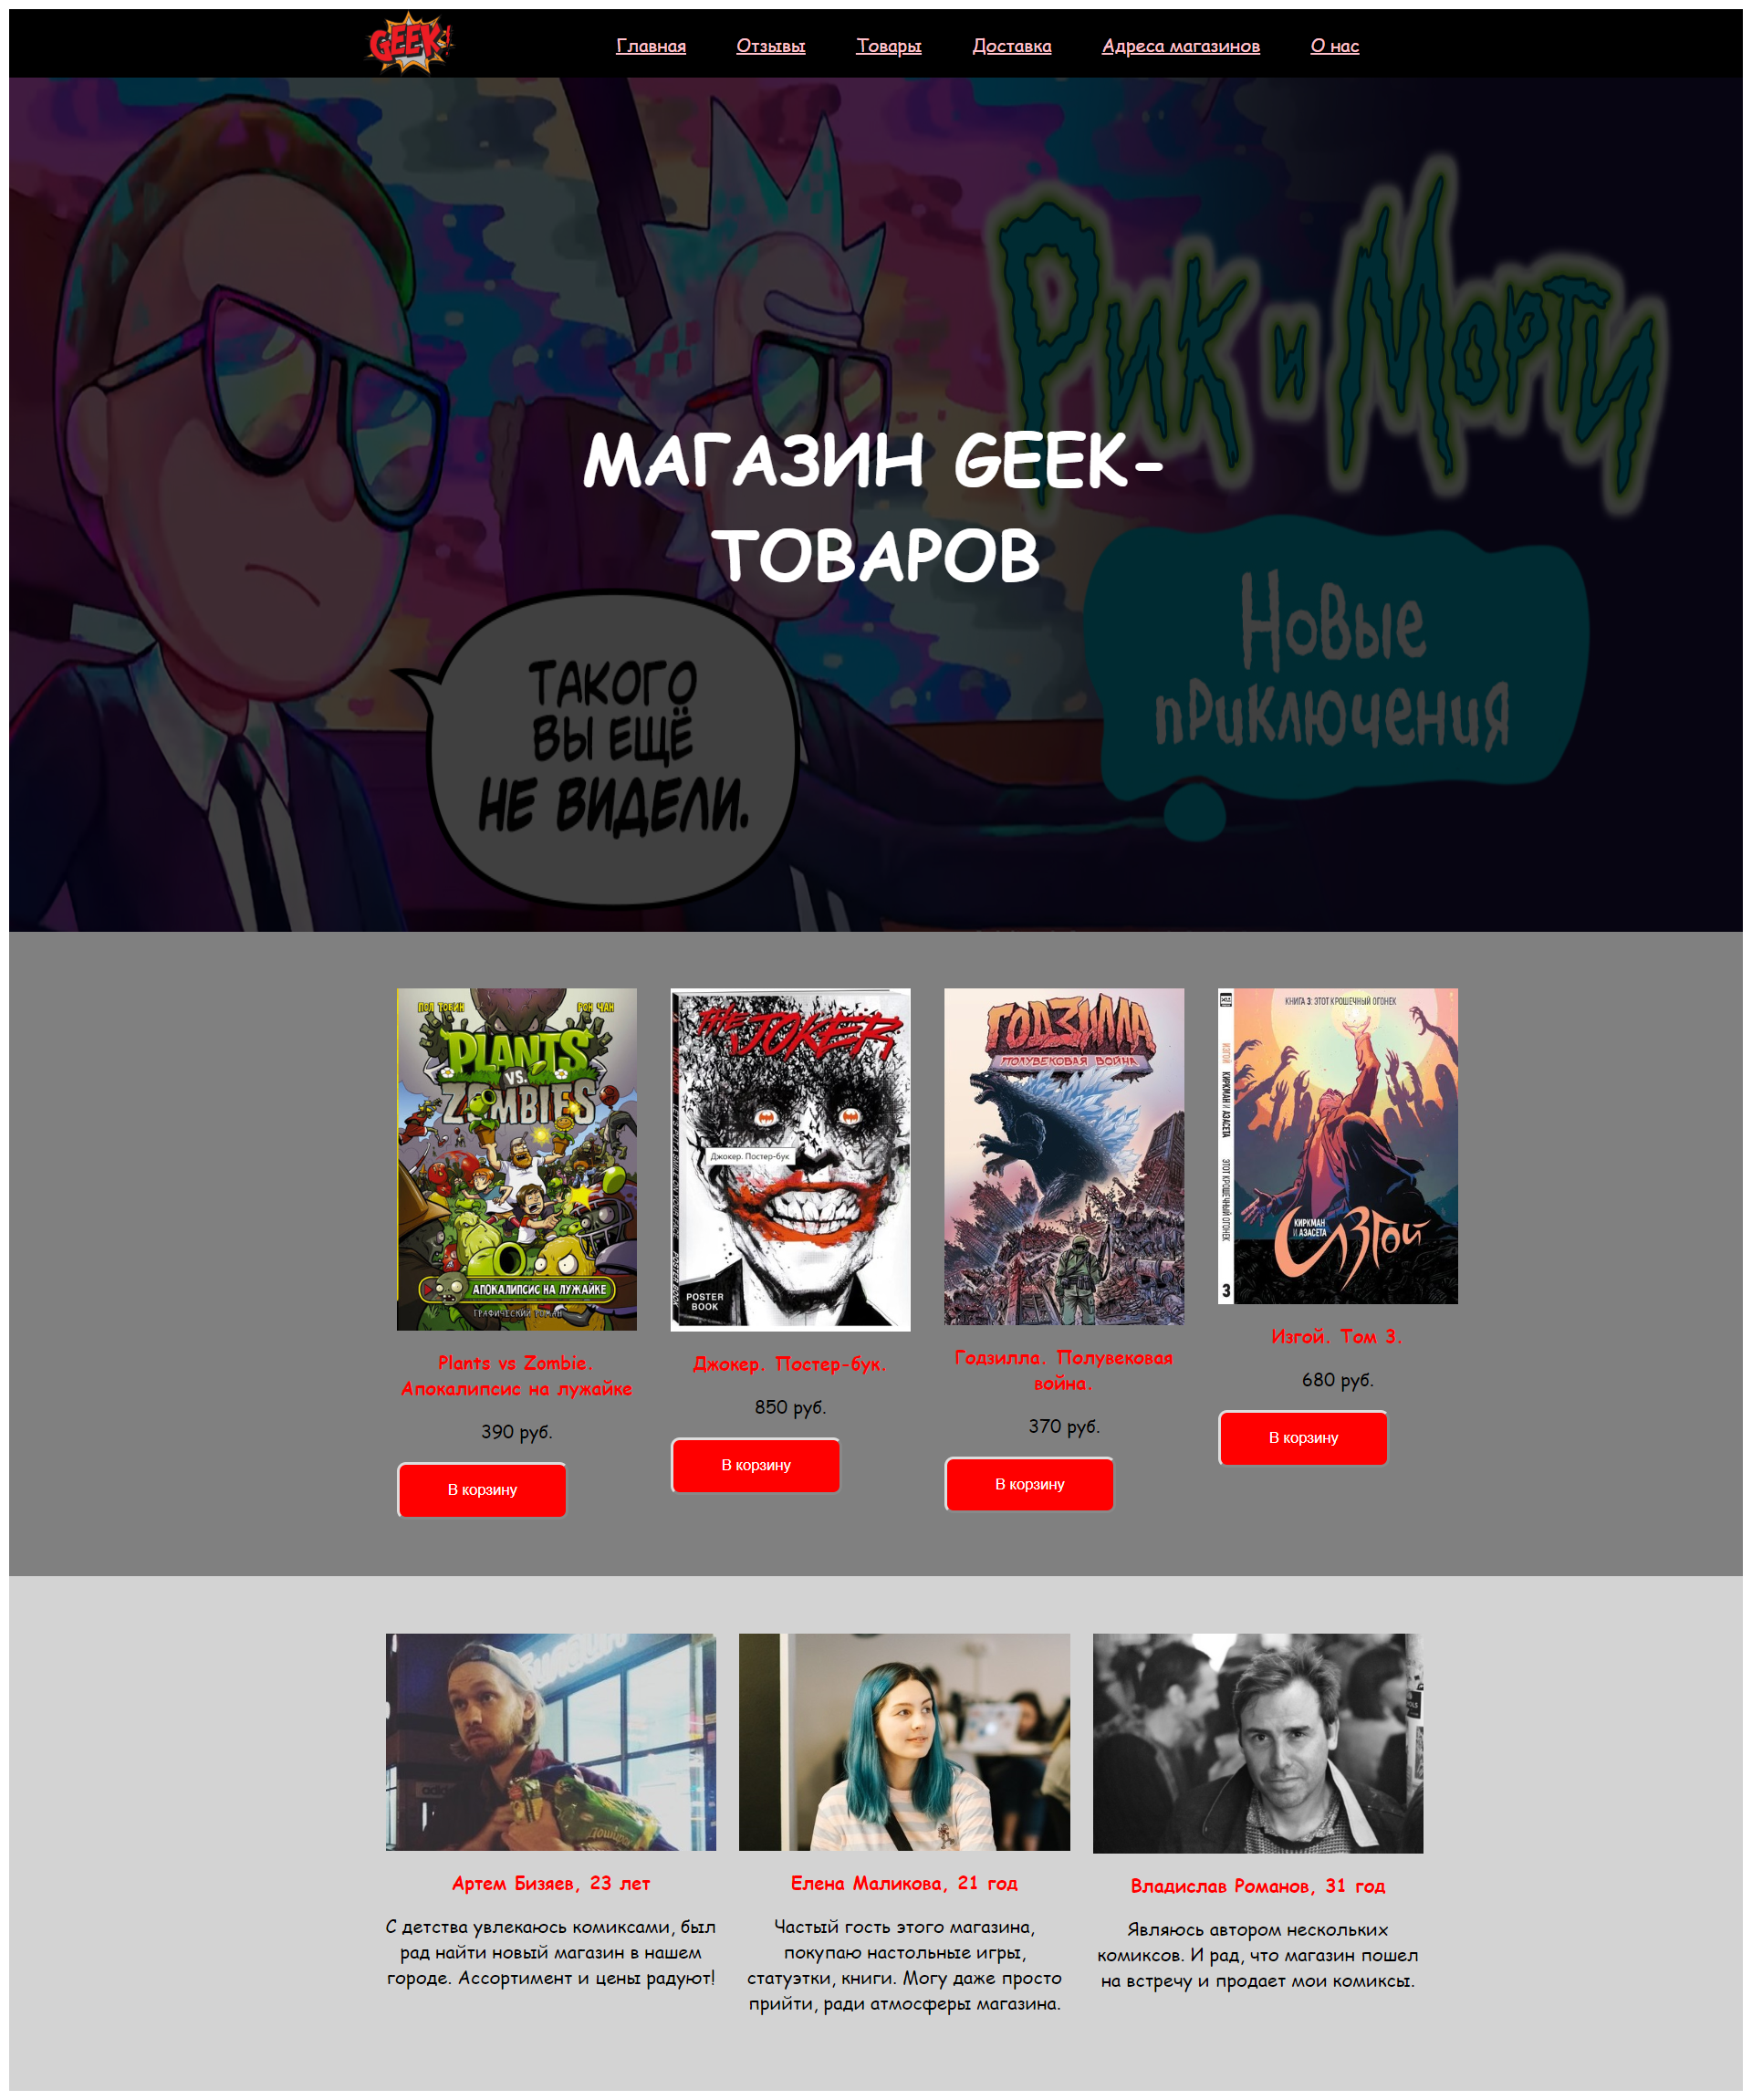 GEEK!
Главная Отзывы Товары Доставка Адреса магазинов О нас
Рик и Морти
МАГАЗИН GEEK-
ТОВАРОВ
Новые
приключения
ТАКОГО
ВЫ ЕЩЁ
НЕ ВИДЕЛИ.
ПОЛ ТОБИН РОН ЧАН
PLANTS
VS.
ZOMBIES
АПОКАЛИПСИС НА ЛУЖАЙКЕ
ГРАФИЧЕСКИЙ РОМАН
THE JOKER
Джокер. Постер-бук
POSTER
BOOK
ГОДЗИЛЛА
ПОЛУВЕКОВАЯ ВОЙНА
КНИГА 3: ЭТОТ КРОШЕЧНЫЙ ОГОНЕК
ИЗГОЙ
КИРКМАН И АЗАСЕТА
ЭТОТ КРОШЕЧНЫЙ ОГОНЕК
3
КИРКМАН
И АЗАСЕТА
Изгой
Plants vs Zombie.
Апокалипсис на лужайке
390 руб.
В корзину
Джокер. Постер-бук.
850 руб.
В корзину
Годзилла. Полувековая
война.
370 руб.
В корзину
Изгой. Том 3.
680 руб.
В корзину
Артем Бизяев, 23 лет
С детства увлекаюсь комиксами, был
рад найти новый магазин в нашем
городе. Ассортимент и цены радуют!
Елена Маликова, 21 год
Частый гость этого магазина,
покупаю настольные игры,
статуэтки, книги. Могу даже просто
прийти, ради атмосферы магазина.
Владислав Романов, 31 год
Являюсь автором нескольких
комиксов. И рад, что магазин пошел
на встречу и продает мои комиксы.